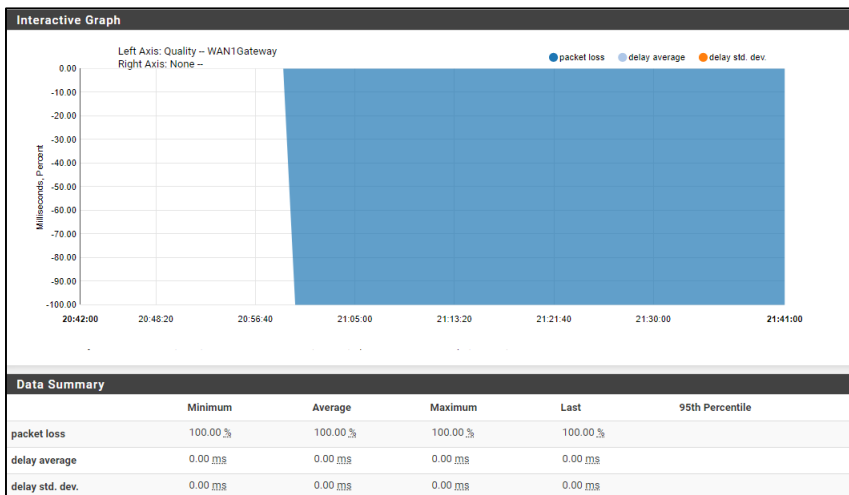 Interactive Graph
Left Axis: Quality -- WAN1Gateway
Right Axis: None --
packet loss delay average delay std. dev.
Milliseconds, Percent
0.00
-10.00
-20.00
-30.00
-40.00
-50.00
-60.00
-70.00
-80.00
-90.00
-100.00
20:42:00 20:48:20 20:56:40 21:05:00 21:13:20 21:21:40 21:30:00 21:41:00
Data Summary
Minimum Average Maximum Last 95th Percentile
packet loss 100.00 % 100.00 % 100.00 % 100.00 %
delay average 0.00 ms 0.00 ms 0.00 ms 0.00 ms
delay std. dev. 0.00 ms 0.00 ms 0.00 ms 0.00 ms